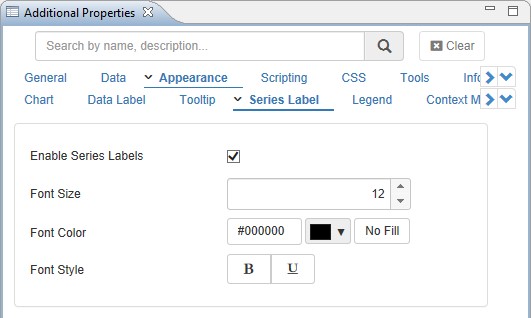 Additional Properties
Search by name, description...
Clear
General Data Appearance Scripting CSS Tools
Chart Data Label Tooltip Series Label Legend Context M
Enable Series Labels
Font Size 12
Font Color #000000 No Fill
Font Style B U